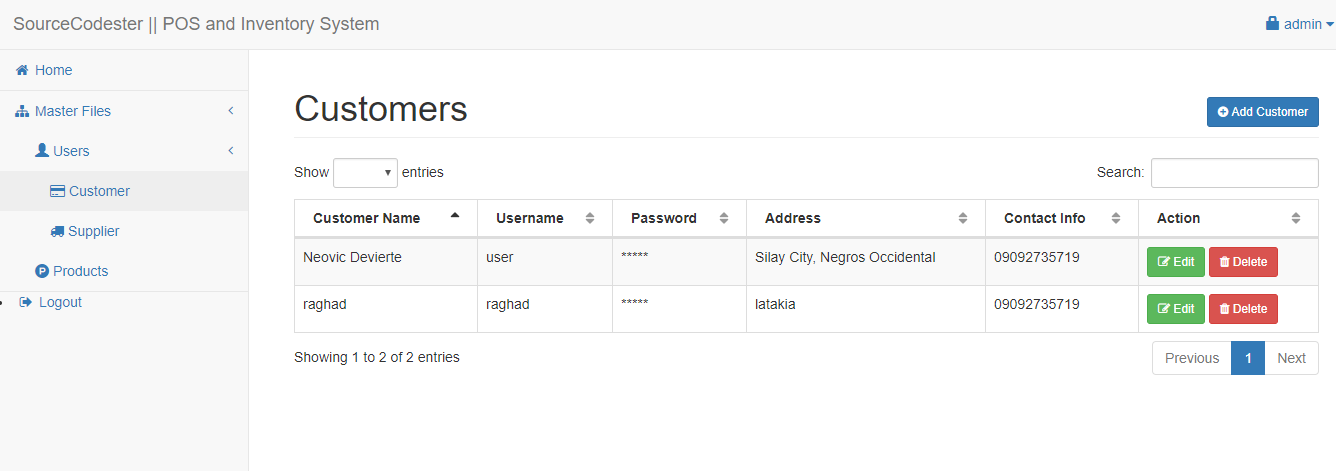 SourceCodester || POS and Inventory System
admin
Home
Master Files
Users
Customer
Supplier
P Products
Logout
Customers
Add Customer
Show entries
Search:
Customer Name Username Password Address Contact Info Action
Neovic Devierte user ***** Silay City, Negros Occidental 09092735719 Edit Delete
raghad raghad ***** latakia 09092735719 Edit Delete
Showing 1 to 2 of 2 entries
Previous 1 Next